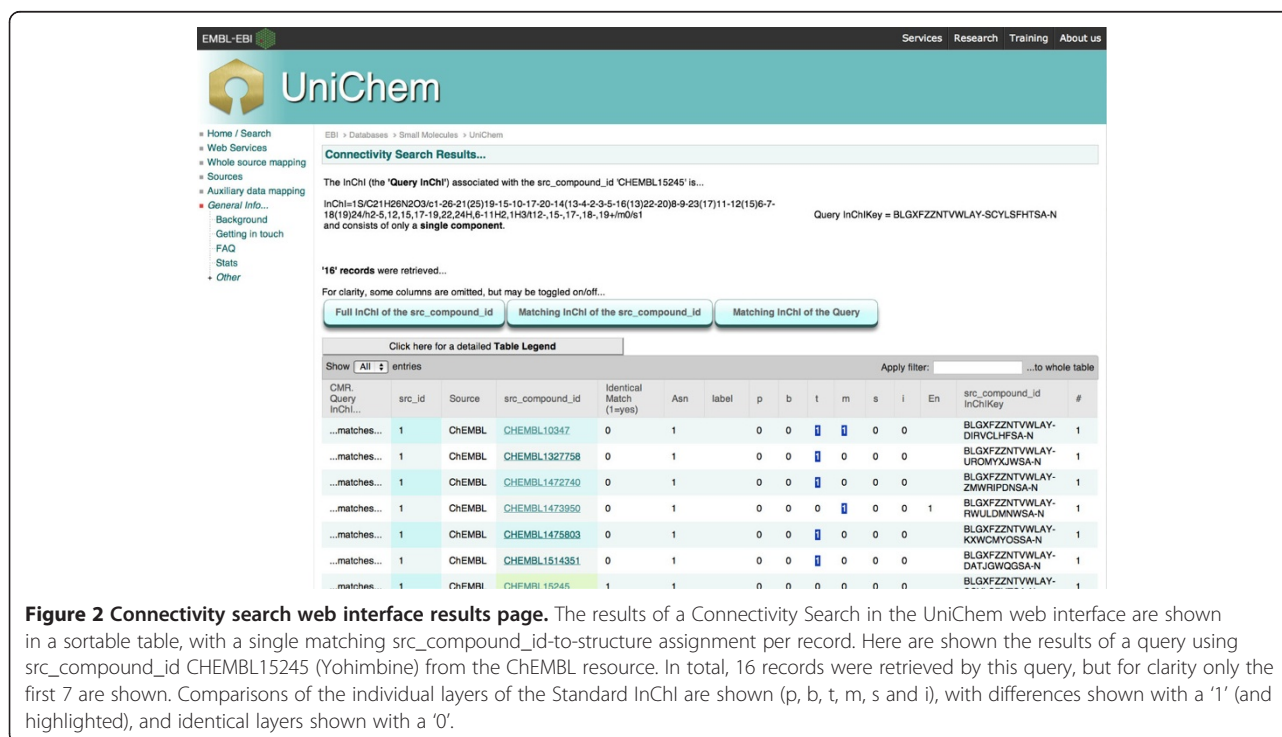 EMBL-EBI
Services Research Training About us
UniChem
Home / Search
Web Services
Whole source mapping
Sources
Auxiliary data mapping
General Info...
Background
Getting in touch
FAQ
Stats
+ Other
EBI > Databases > Small Molecules > UniChem
Connectivity Search Results...
The InChI (the 'Query InChI') associated with the src_compound_id 'CHEMBL15245' is...
InChI=1S/C21H26N2O3/c1-26-21(25)19-15-10-17-20-14(13-4-2-3-5-16(13)22-20)8-9-23(17)11-12(15)6-7-
18(19)24/h2-5,12,15,17-19,22,24H,6-11H2,1H3/t12-,15-,17-,18-,19+/m0/s1
and consists of only a single component.
Query InChIKey = BLGXFZZNTVWLAY-SCYLSFHTSA-N
'16' records were retrieved...
For clarity, some columns are omitted, but may be toggled on/off...
Full InChI of the src_compound_id Matching InChI of the src_compound_id Matching InChI of the Query
Click here for a detailed Table Legend
Show All entries Apply filter: ...to whole table
CMR.
Query
InChI... src_id Source src_compound_id Identical
Match
(1=yes) Asn label p b t m s i En src_compound_id
InChIKey #
...matches... 1 ChEMBL CHEMBL10347 0 1 0 0 1 1 0 0 BLGXFZZNTVWLAY-
DIRVCLHFSA-N 1
...matches... 1 ChEMBL CHEMBL1327758 0 1 0 0 1 0 0 0 BLGXFZZNTVWLAY-
UROMYXJWSA-N 1
...matches... 1 ChEMBL CHEMBL1472740 0 1 0 0 1 0 0 0 BLGXFZZNTVWLAY-
ZMWRIPDNSA-N 1
...matches... 1 ChEMBL CHEMBL1473950 0 1 0 0 0 1 0 0 1 BLGXFZZNTVWLAY-
RWULDMNWSA-N 1
...matches... 1 ChEMBL CHEMBL1475803 0 1 0 0 1 0 0 0 BLGXFZZNTVWLAY-
KXWCMYOSSA-N 1
...matches... 1 ChEMBL CHEMBL1514351 0 1 0 0 1 0 0 0 BLGXFZZNTVWLAY-
DATJGWQGSA-N 1
...matches... 1 ChEMBL CHEMBL15245 1 1 0 0 0 0 0 0 BLGXFZZNTVWLAY- 1
Figure 2 Connectivity search web interface results page. The results of a Connectivity Search in the UniChem web interface are shown
in a sortable table, with a single matching src_compound_id-to-structure assignment per record. Here are shown the results of a query using
src_compound_id CHEMBL15245 (Yohimbine) from the ChEMBL resource. In total, 16 records were retrieved by this query, but for clarity only the
first 7 are shown. Comparisons of the individual layers of the Standard InChI are shown (p, b, t, m, s and i), with differences shown with a ‘1’ (and
highlighted), and identical layers shown with a ‘0’.